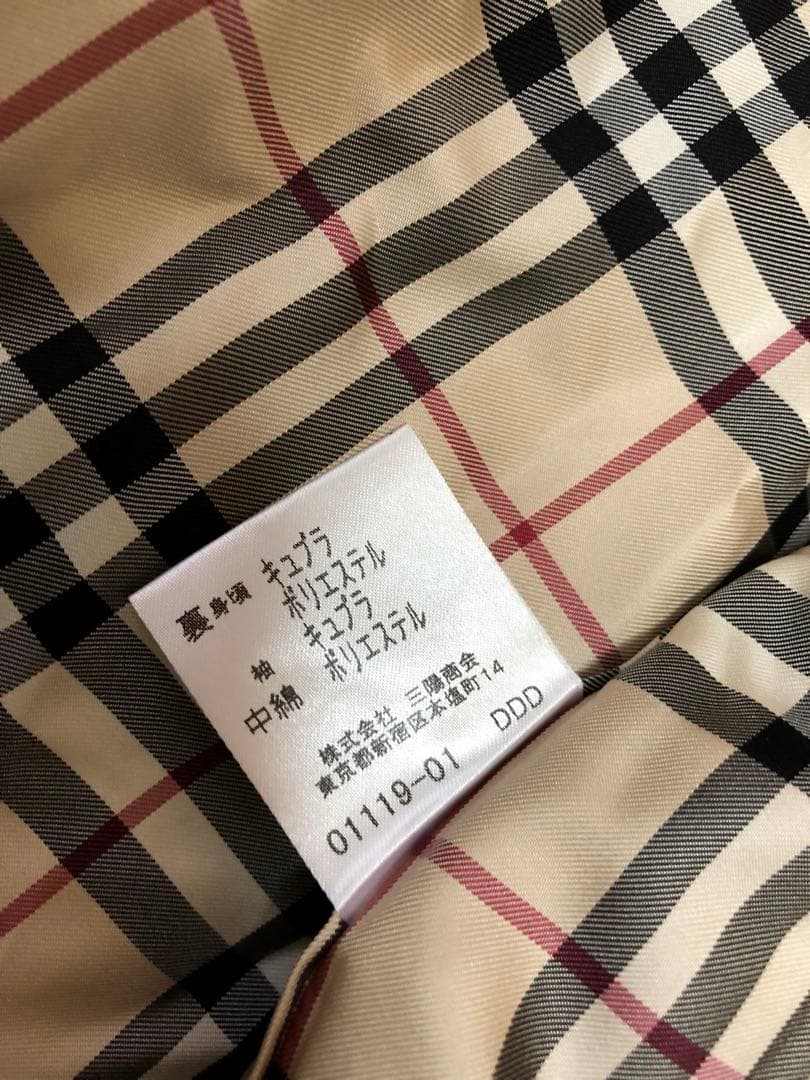 裏 身頃 キュプラ
ポリエステル
袖 キュプラ
中綿 ポリエステル
株式会社 三陽商会
東京都新宿区本塩町14
01119-01 DDD